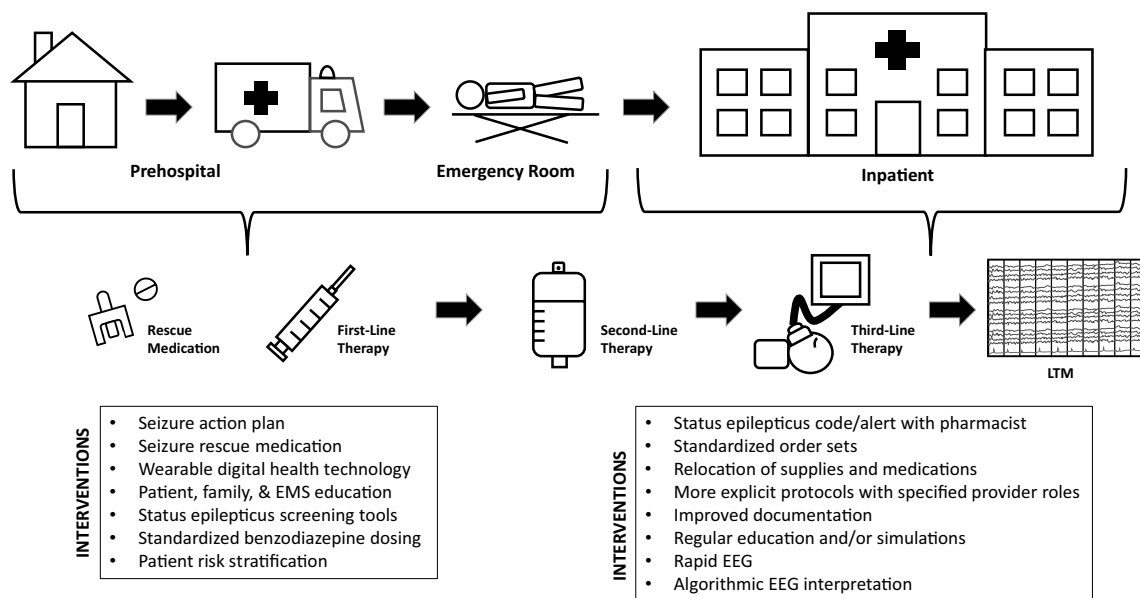 Prehospital
Emergency Room
Inpatient
Rescue
Medication
First-Line
Therapy
Second-Line
Therapy
Third-Line
Therapy
LTM
INTERVENTIONS
• Seizure action plan
• Seizure rescue medication
• Wearable digital health technology
• Patient, family, & EMS education
• Status epilepticus screening tools
• Standardized benzodiazepine dosing
• Patient risk stratification
INTERVENTIONS
• Status epilepticus code/alert with pharmacist
• Standardized order sets
• Relocation of supplies and medications
• More explicit protocols with specified provider roles
• Improved documentation
• Regular education and/or simulations
• Rapid EEG
• Algorithmic EEG interpretation